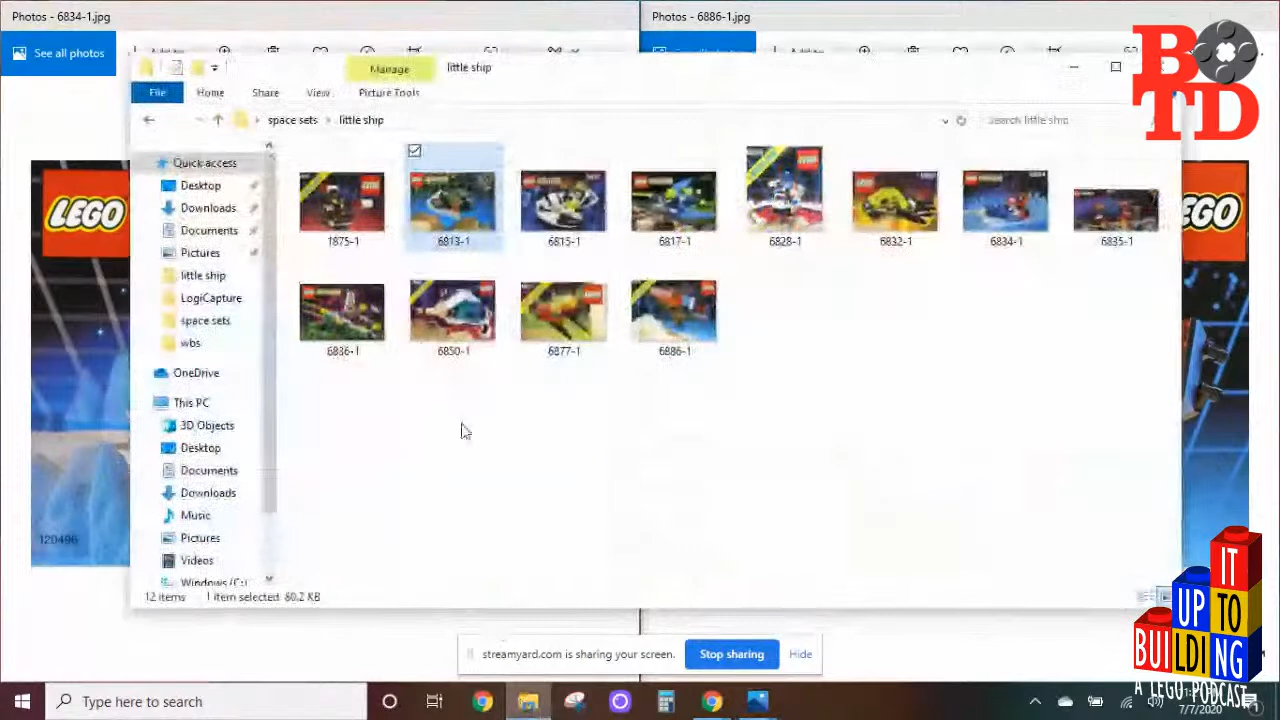 Photos - 6834-1.jpg
Photos - 6886-1.jpg
See all photos
Manage
little ship
File
Home
Share
View
Picture Tools
space sets
little ship
Search little ship
Quick access
Desktop
Downloads
Documents
Pictures
little ship
LogiCapture
space sets
wbs
OneDrive
This PC
3D Objects
Desktop
Documents
Downloads
Music
Pictures
Videos
Windows (C:)
1875-1
6813-1
6815-1
6817-1
6828-1
6832-1
6834-1
6835-1
6836-1
6850-1
6877-1
6886-1
12 items
1 item selected 80.2 KB
LEGO
LEGO
120496
B
TD
IT
UP TO
BUILDING
A LEGO PODCAST
streamyard.com is sharing your screen.
Stop sharing
Hide
Type here to search
7/7/2020